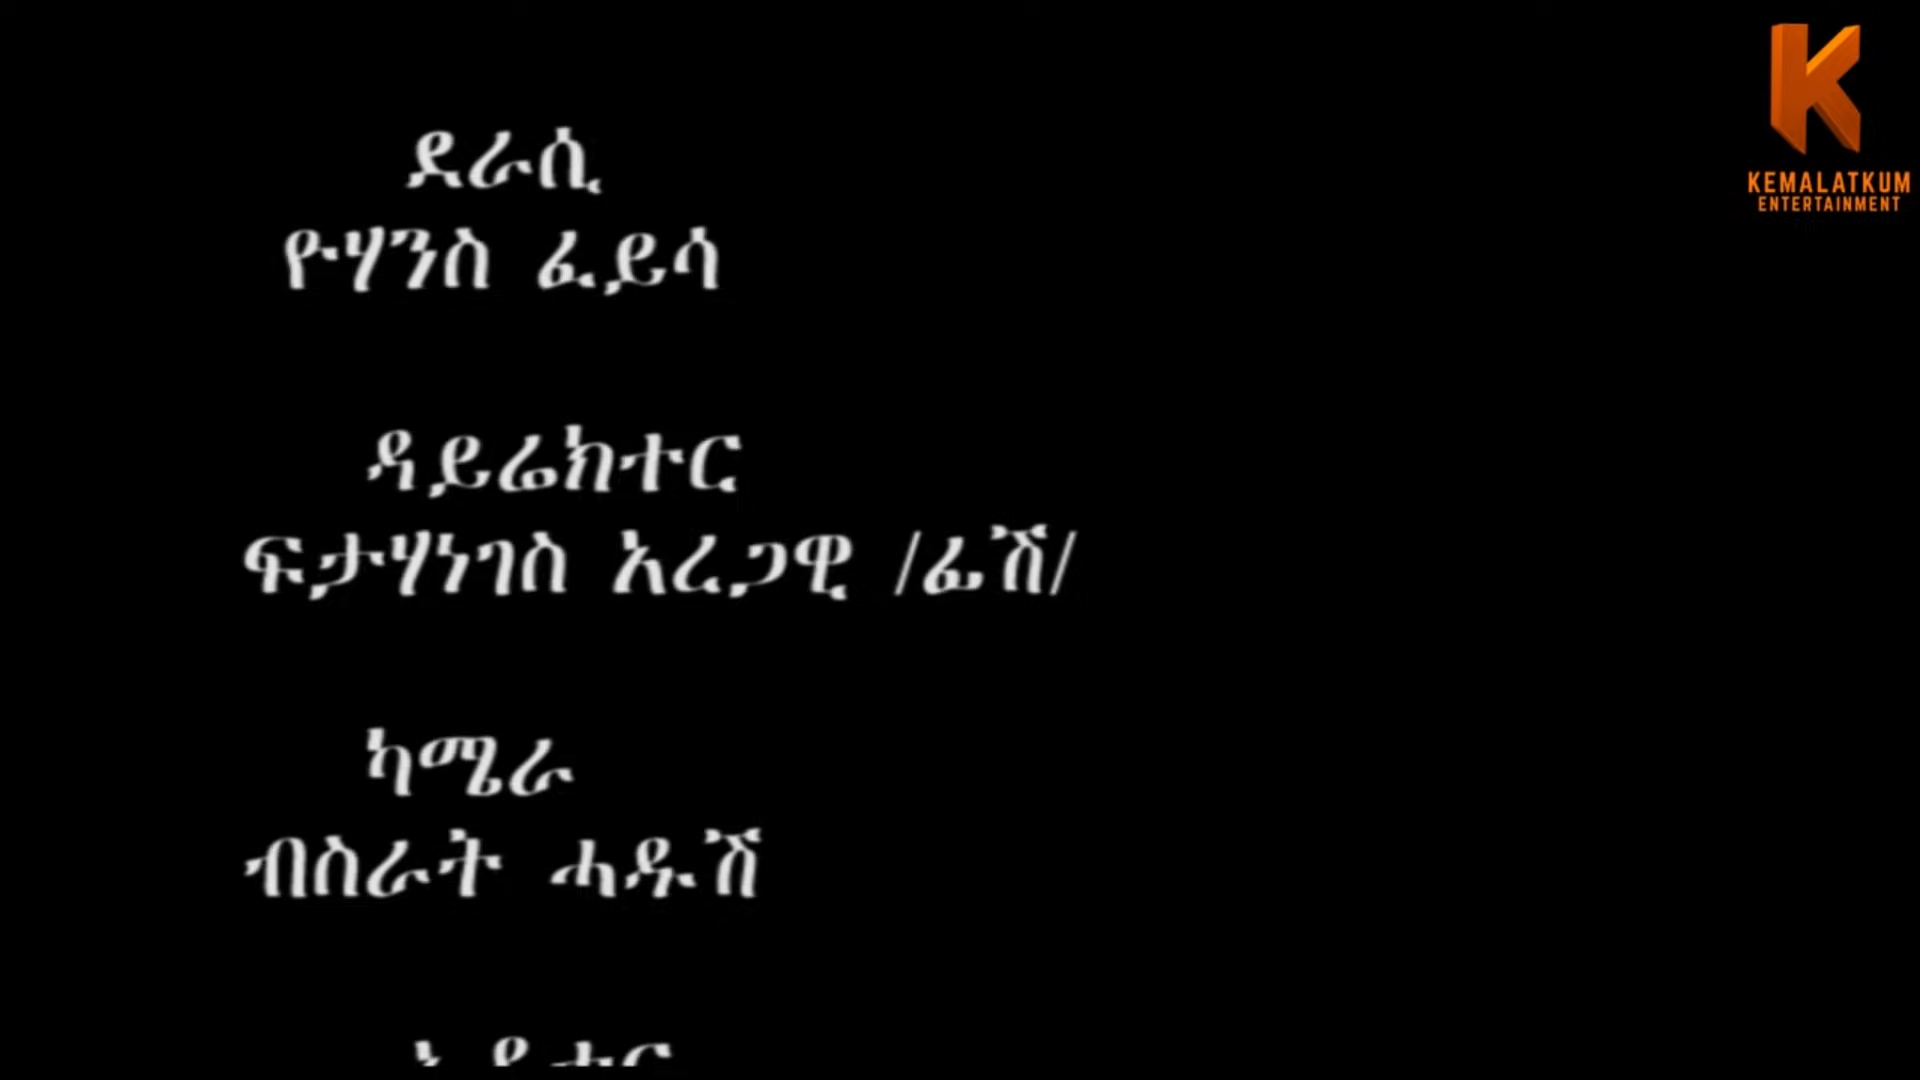 ደራሲ
ዮሃንስ ፈይሳ
ዳይሬክተር
ፍታሃነገስ አረጋዊ /ፊሽ/
ካሜራ
ብስራት ሓዱሽ
KEMALATKUM
ENTERTAINMENT